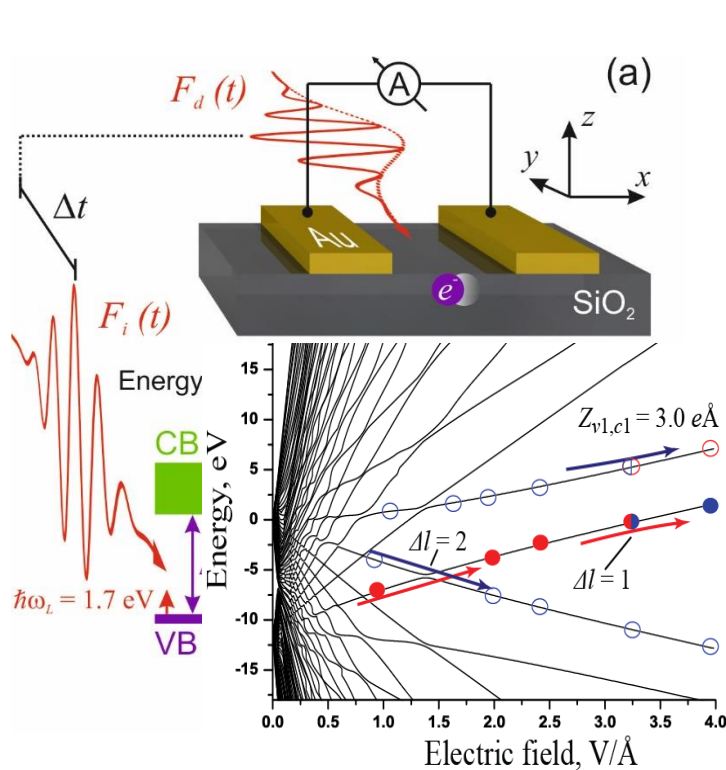 (a)
F_d (t)
A
z
y
x
Δt
Au
e⁻
SiO₂
F_i (t)
Energy
CB
ħω_L = 1.7 eV
VB
Energy, eV
15
10
5
0
-5
-10
-15
Z_{v1,c1} = 3.0 eÅ
Δl = 2
Δl = 1
0.0 0.5 1.0 1.5 2.0 2.5 3.0 3.5 4.0
Electric field, V/Å